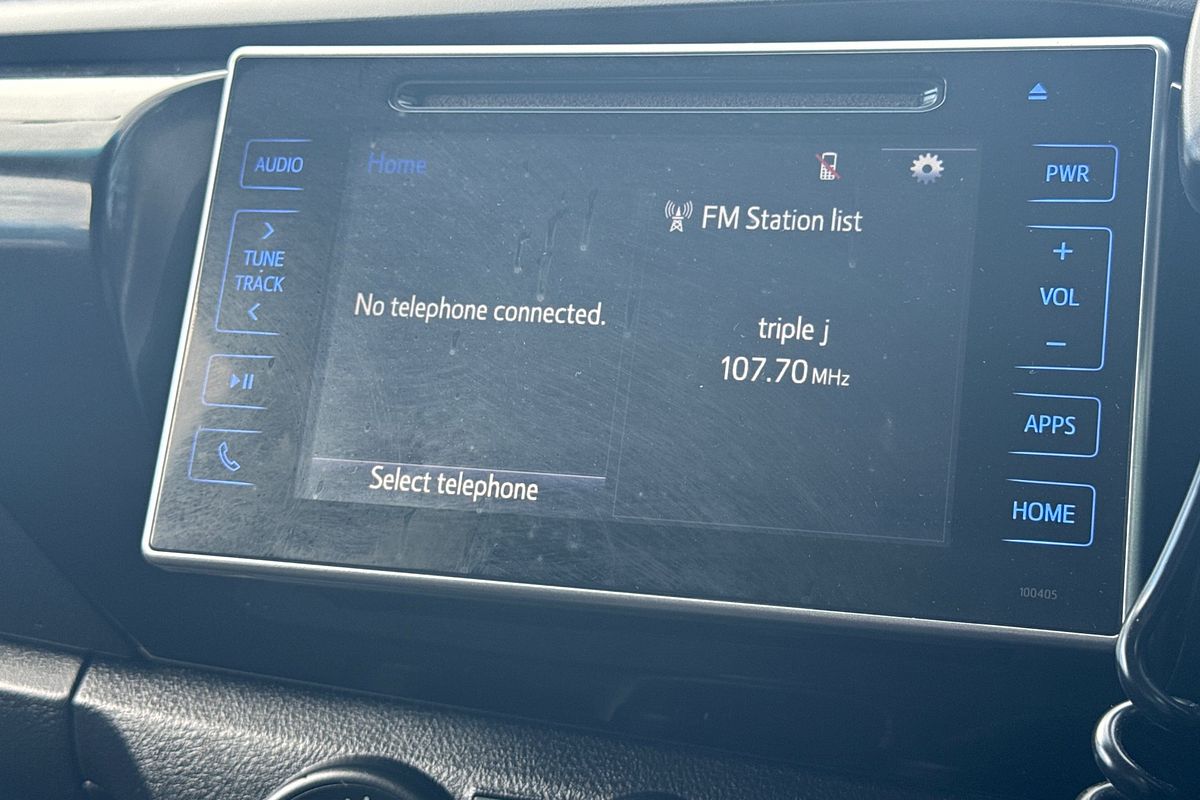 AUDIO
>
TUNE
TRACK
<
Home
FM Station list
No telephone connected.
triple j
107.70 MHz
Select telephone
PWR
+
VOL
−
APPS
HOME
100405